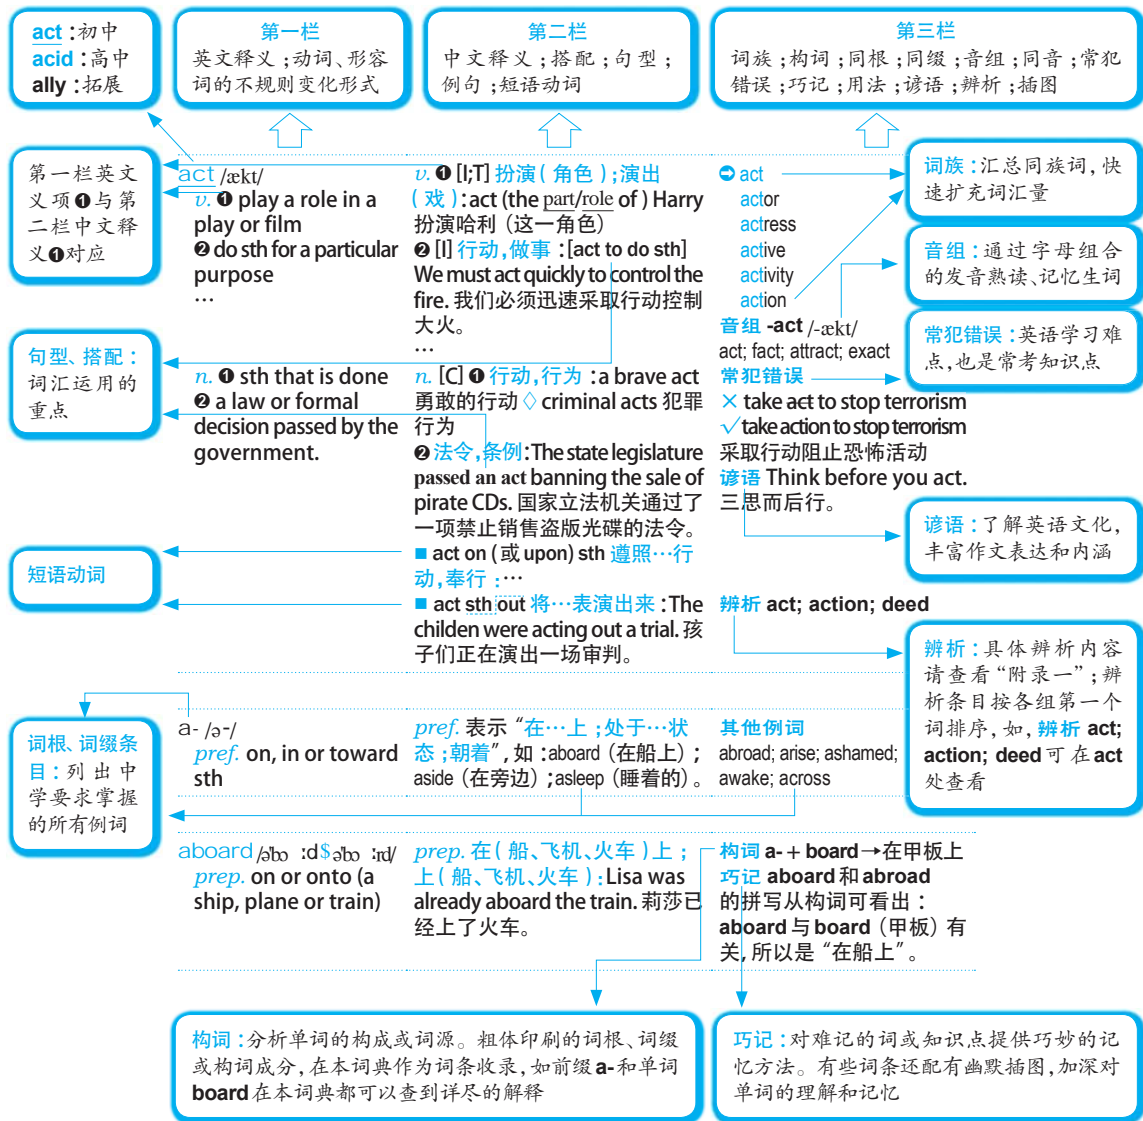 act :初中
acid :高中
ally :拓展
第一栏
英文释义；动词、形容
词的不规则变化形式
第二栏
中文释义；搭配；句型；
例句；短语动词
第三栏
词族；构词；同根；同缀；音组；同音；常犯
错误；巧记；用法；谚语；辨析；插图
第一栏英文
义项❶与第
二栏中文释
义❶对应
句型、搭配：
词汇运用的
重点
短语动词
词根、词缀条
目：列出中
学要求掌握
的所有例词
act /ækt/
v. ❶ play a role in a
play or film
❷ do sth for a particular
purpose
…
n. ❶ sth that is done
❷ a law or formal
decision passed by the
government.
v. ❶ [I;T] 扮演(角色)；演出
(戏)：act (the part/role of ) Harry
扮演哈利（这一角色）
❷ [I] 行动，做事：[act to do sth]
We must act quickly to control the
fire. 我们必须迅速采取行动控制
大火。
…
n. [C] ❶ 行动，行为：a brave act
勇敢的行动 ◇ criminal acts 犯罪
行为
❷ 法令，条例：The state legislature
passed an act banning the sale of
pirate CDs. 国家立法机关通过了
一项禁止销售盗版光碟的法令。
■ act on (或 upon) sth 遵照…行
动，奉行：…
■ act sth out 将…表演出来：The
childen were acting out a trial. 孩
子们正在演出一场审判。
➲ act
actor
actress
active
activity
action
音组 -act /-ækt/
act; fact; attract; exact
常犯错误
× take act to stop terrorism
√ take action to stop terrorism
采取行动阻止恐怖活动
谚语 Think before you act.
三思而后行。
辨析 act; action; deed
词族：汇总同族词，快
速扩充词汇量
音组：通过字母组合
的发音熟读、记忆生词
常犯错误：英语学习难
点，也是常考知识点
谚语：了解英语文化，
丰富作文表达和内涵
辨析：具体辨析内容
请查看“附录一”；辨
析条目按各组第一个
词排序，如，辨析 act;
action; deed 可在 act
处查看
a- /ə-/
pref. on, in or toward
sth
pref. 表示“在…上；处于…状
态；朝着”，如：aboard（在船上）；
aside（在旁边）；asleep（睡着的）。
其他例词
abroad; arise; ashamed;
awake; across
aboard /ə'bɔ :d$ə'bɔ :rd/
prep. on or onto (a
ship, plane or train)
prep. 在(船、飞机、火车)上；
上(船、飞机、火车)：Lisa was
already aboard the train. 莉莎已
经上了火车。
构词 a- + board →在甲板上
巧记 aboard 和 abroad
的拼写从构词可看出：
aboard 与 board（甲板）有
关，所以是“在船上”。
构词：分析单词的构成或词源。粗体印刷的词根、词缀
或构词成分，在本词典作为词条收录，如前缀 a- 和单词
board 在本词典都可以查到详尽的解释
巧记：对难记的词或知识点提供巧妙的记
忆方法。有些词条还配有幽默插图，加深对
单词的理解和记忆